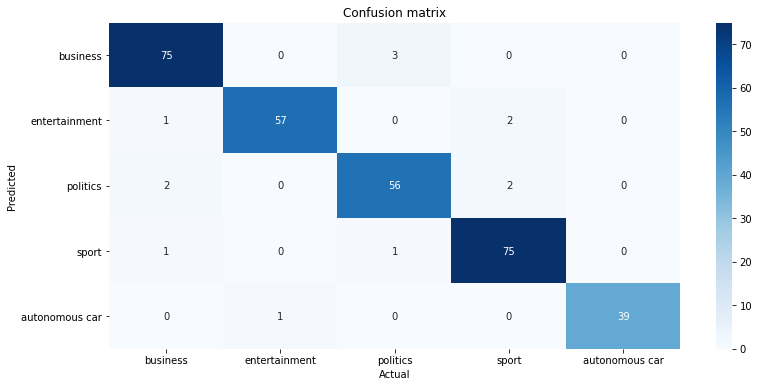 Confusion matrix
Predicted
business 75 0 3 0 0
entertainment 1 57 0 2 0
politics 2 0 56 2 0
sport 1 0 1 75 0
autonomous car 0 1 0 0 39
business entertainment politics sport autonomous car
Actual
70
60
50
40
30
20
10
0